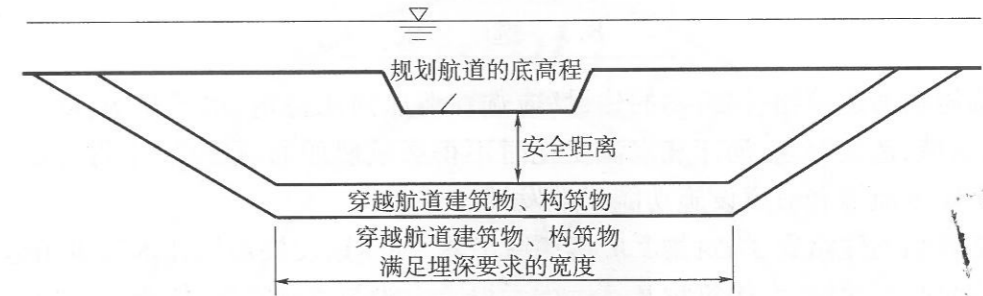 规划航道的底高程
安全距离
穿越航道建筑物、构筑物
穿越航道建筑物、构筑物
满足埋深要求的宽度